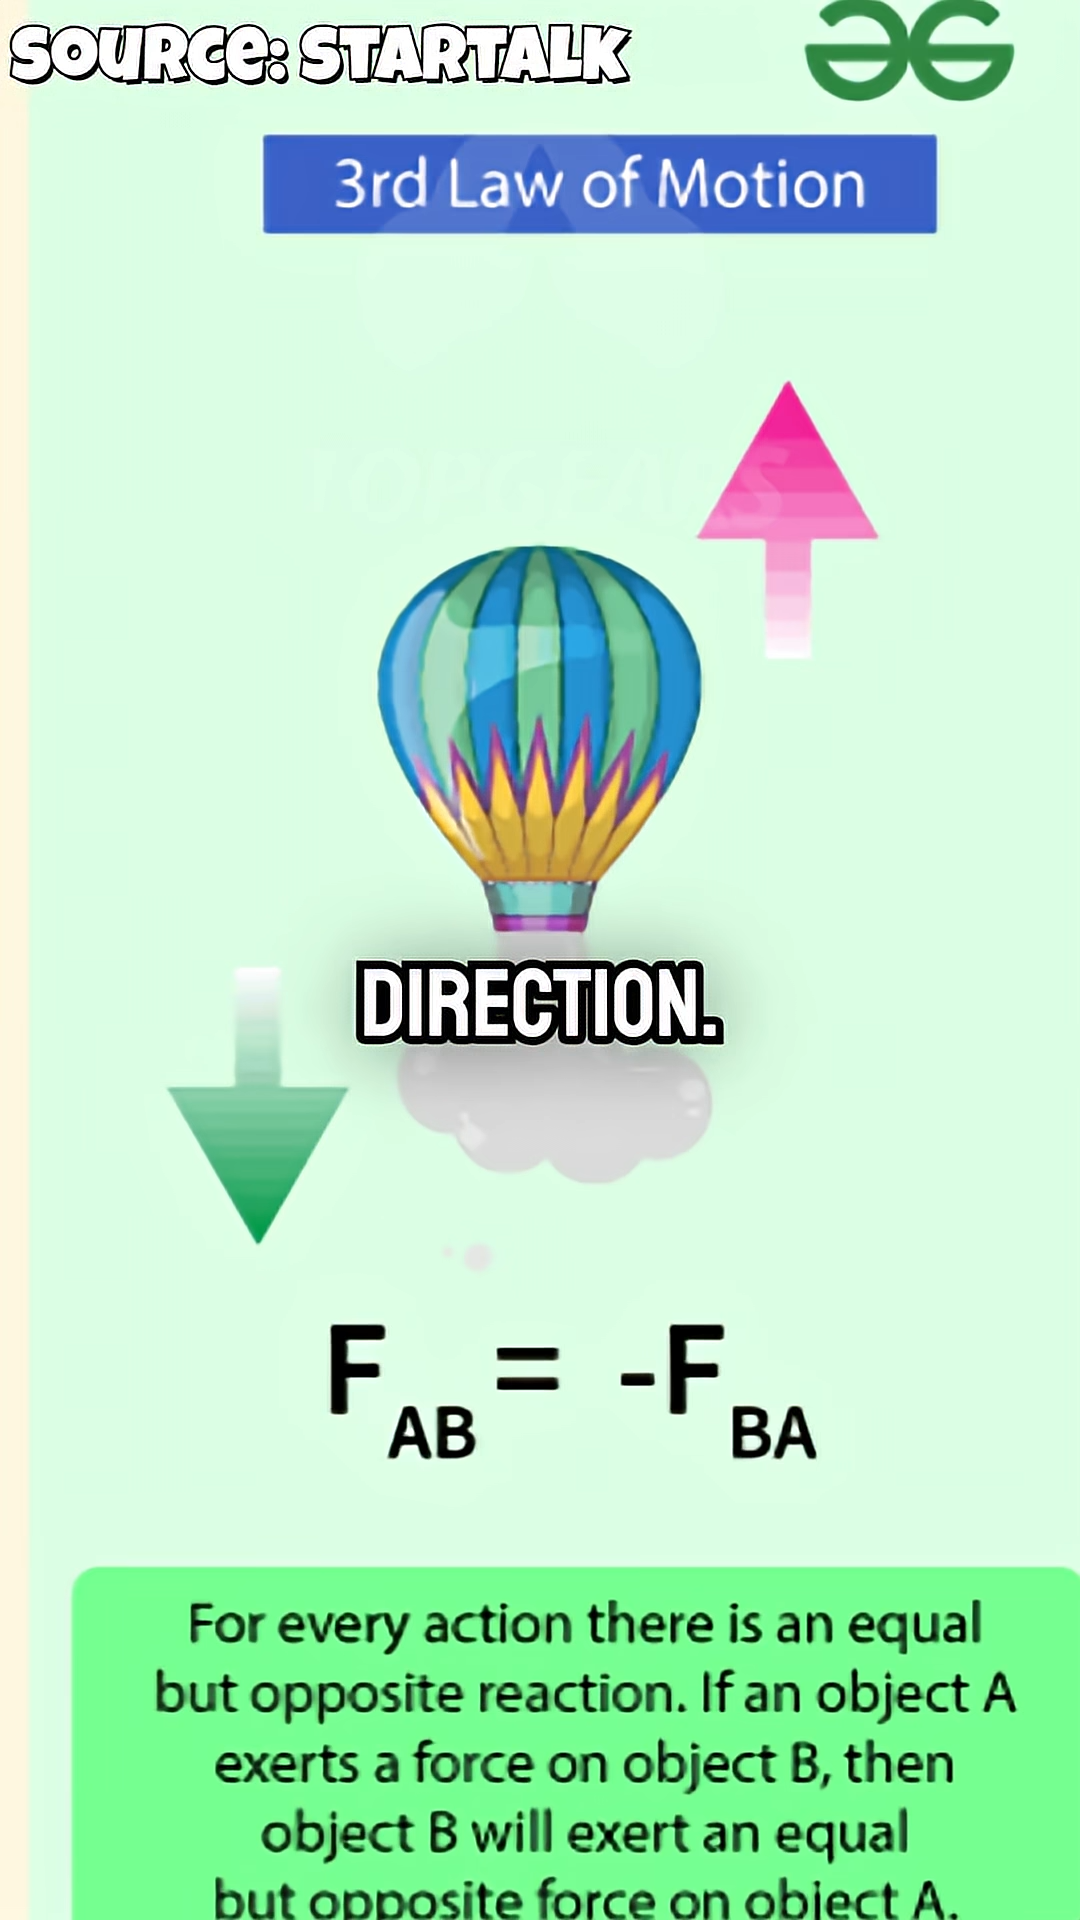 Source: STARTALK
3rd Law of Motion
TOPGEARS
DIRECTION.
F AB = -F BA
For every action there is an equal
but opposite reaction. If an object A
exerts a force on object B, then
object B will exert an equal
but opposite force on object A.